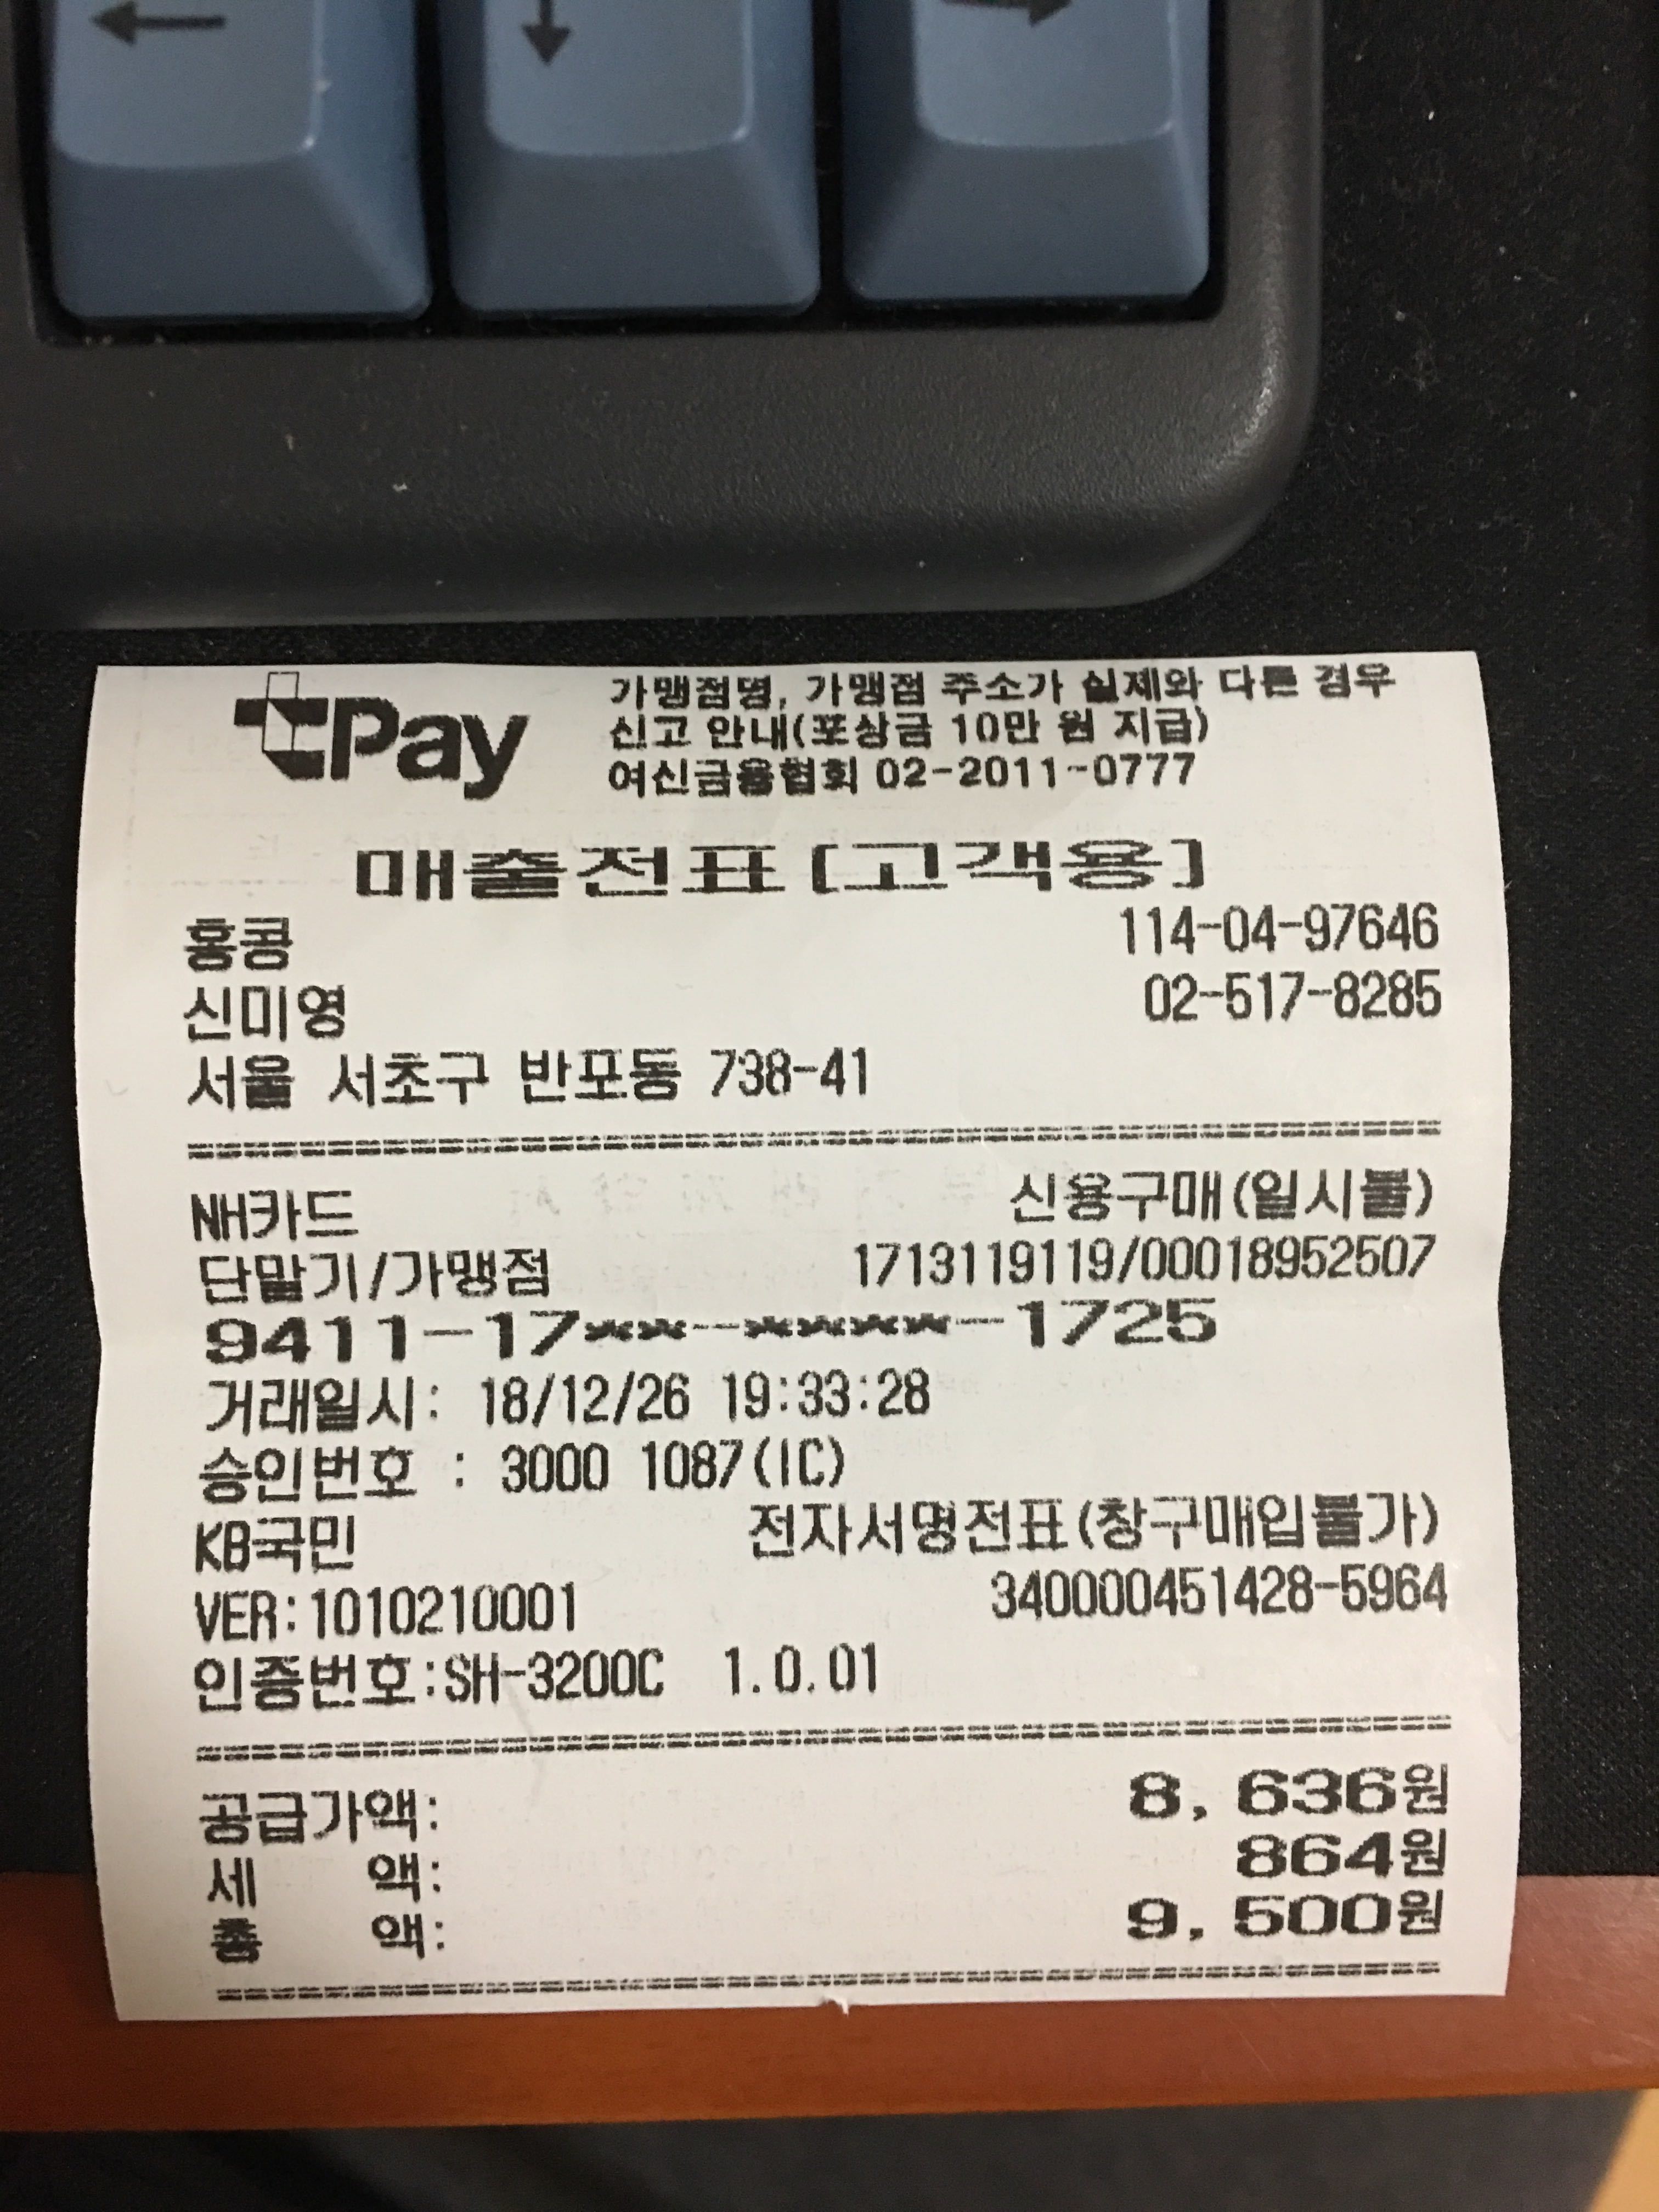 tPay
가맹점명, 가맹점 주소가 실제와 다른 경우
신고 안내(포상금 10만 원 지급)
여신금융협회 02-2011-0777
매출전표[고객용]
홍콩 114-04-97646
신미영 02-517-8285
서울 서초구 반포동 738-41
NH카드 신용구매(일시불)
단말기/가맹점 1713119119/00018952507
9411-17**-****-1725
거래일시: 18/12/26 19:33:28
승인번호 : 3000 1087(IC)
KB국민 전자서명전표(창구매입불가)
VER:1010210001 340000451428-5964
인증번호:SH-3200C 1.0.01
공급가액: 8,636원
세 액: 864원
총 액: 9,500원